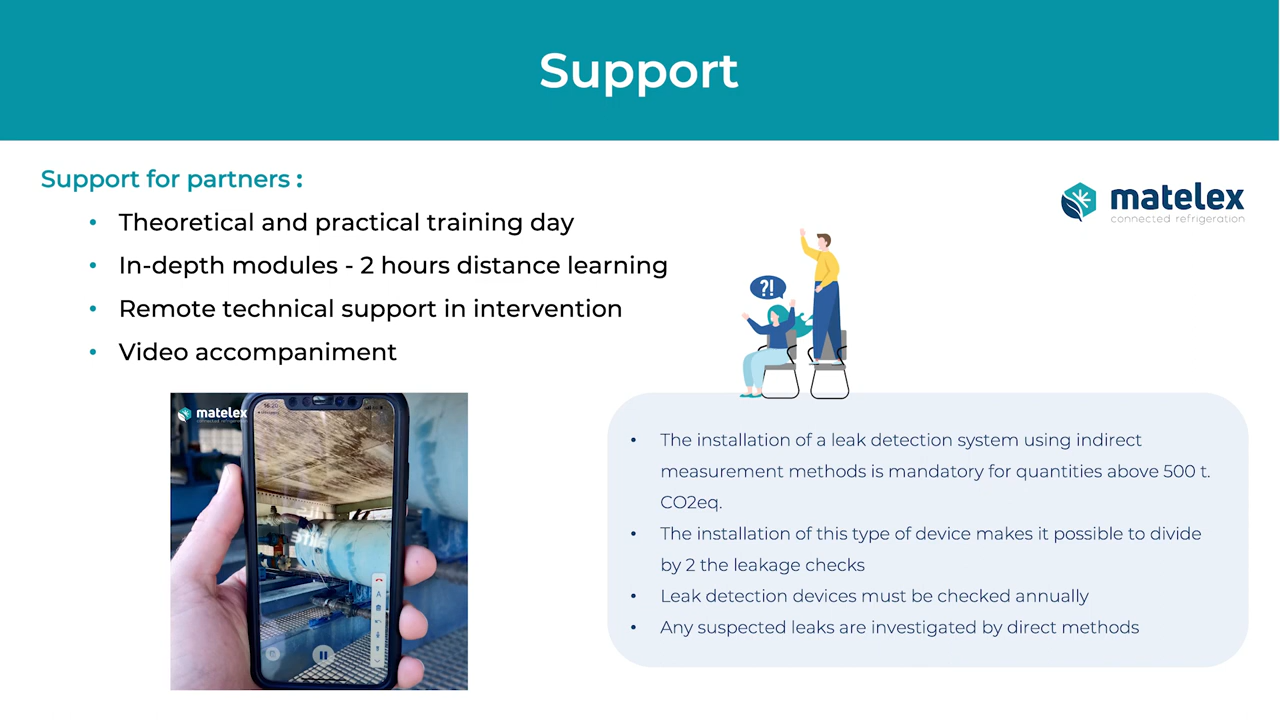 Support
Support for partners :
• Theoretical and practical training day
• In-depth modules - 2 hours distance learning
• Remote technical support in intervention
• Video accompaniment
matelex
connected refrigeration
?!
matelex
connected refrigeration
16:20
• The installation of a leak detection system using indirect
measurement methods is mandatory for quantities above 500 t.
CO2eq.
• The installation of this type of device makes it possible to divide
by 2 the leakage checks
• Leak detection devices must be checked annually
• Any suspected leaks are investigated by direct methods